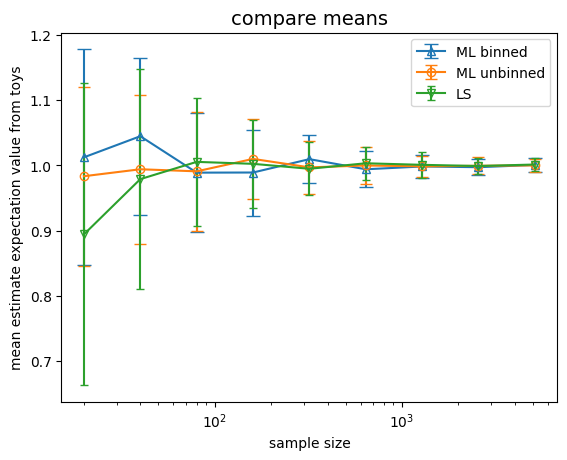 compare means
ML binned
ML unbinned
LS
mean estimate expectation value from toys
1.2
1.1
1.0
0.9
0.8
0.7
10²
10³
sample size